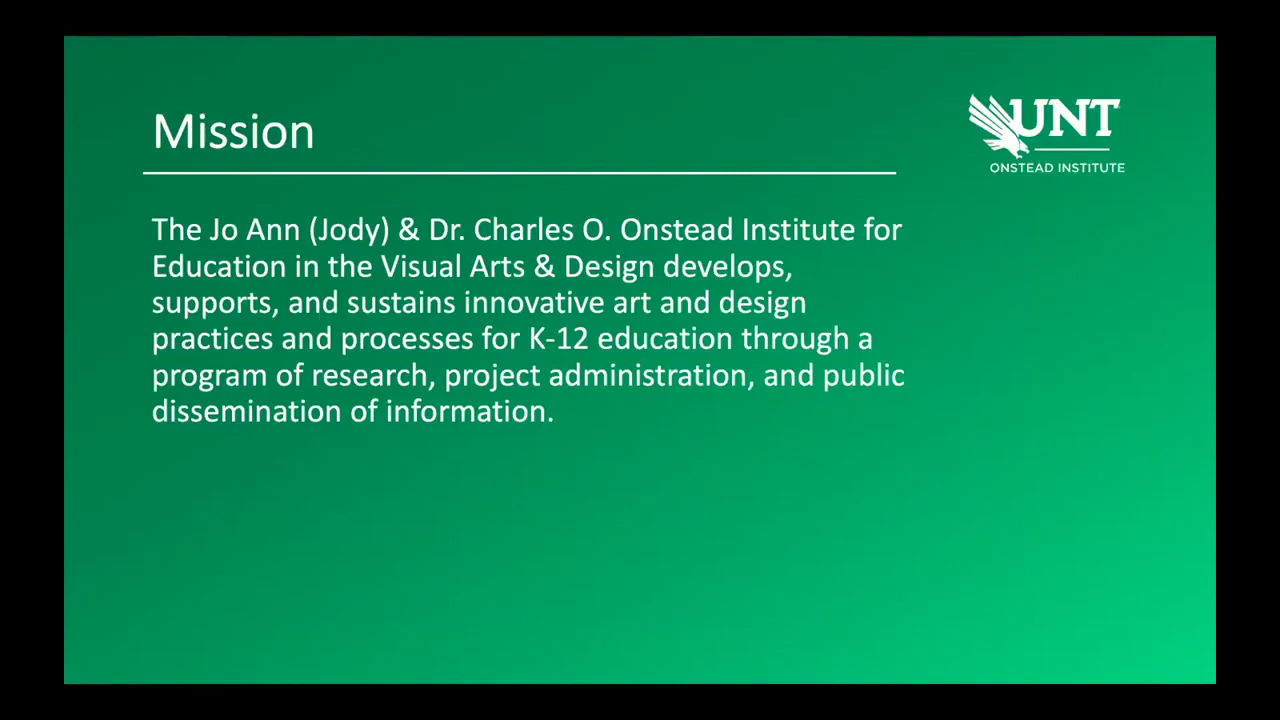 Mission
UNT
ONSTEAD INSTITUTE
The Jo Ann (Jody) & Dr. Charles O. Onstead Institute for
Education in the Visual Arts & Design develops,
supports, and sustains innovative art and design
practices and processes for K-12 education through a
program of research, project administration, and public
dissemination of information.